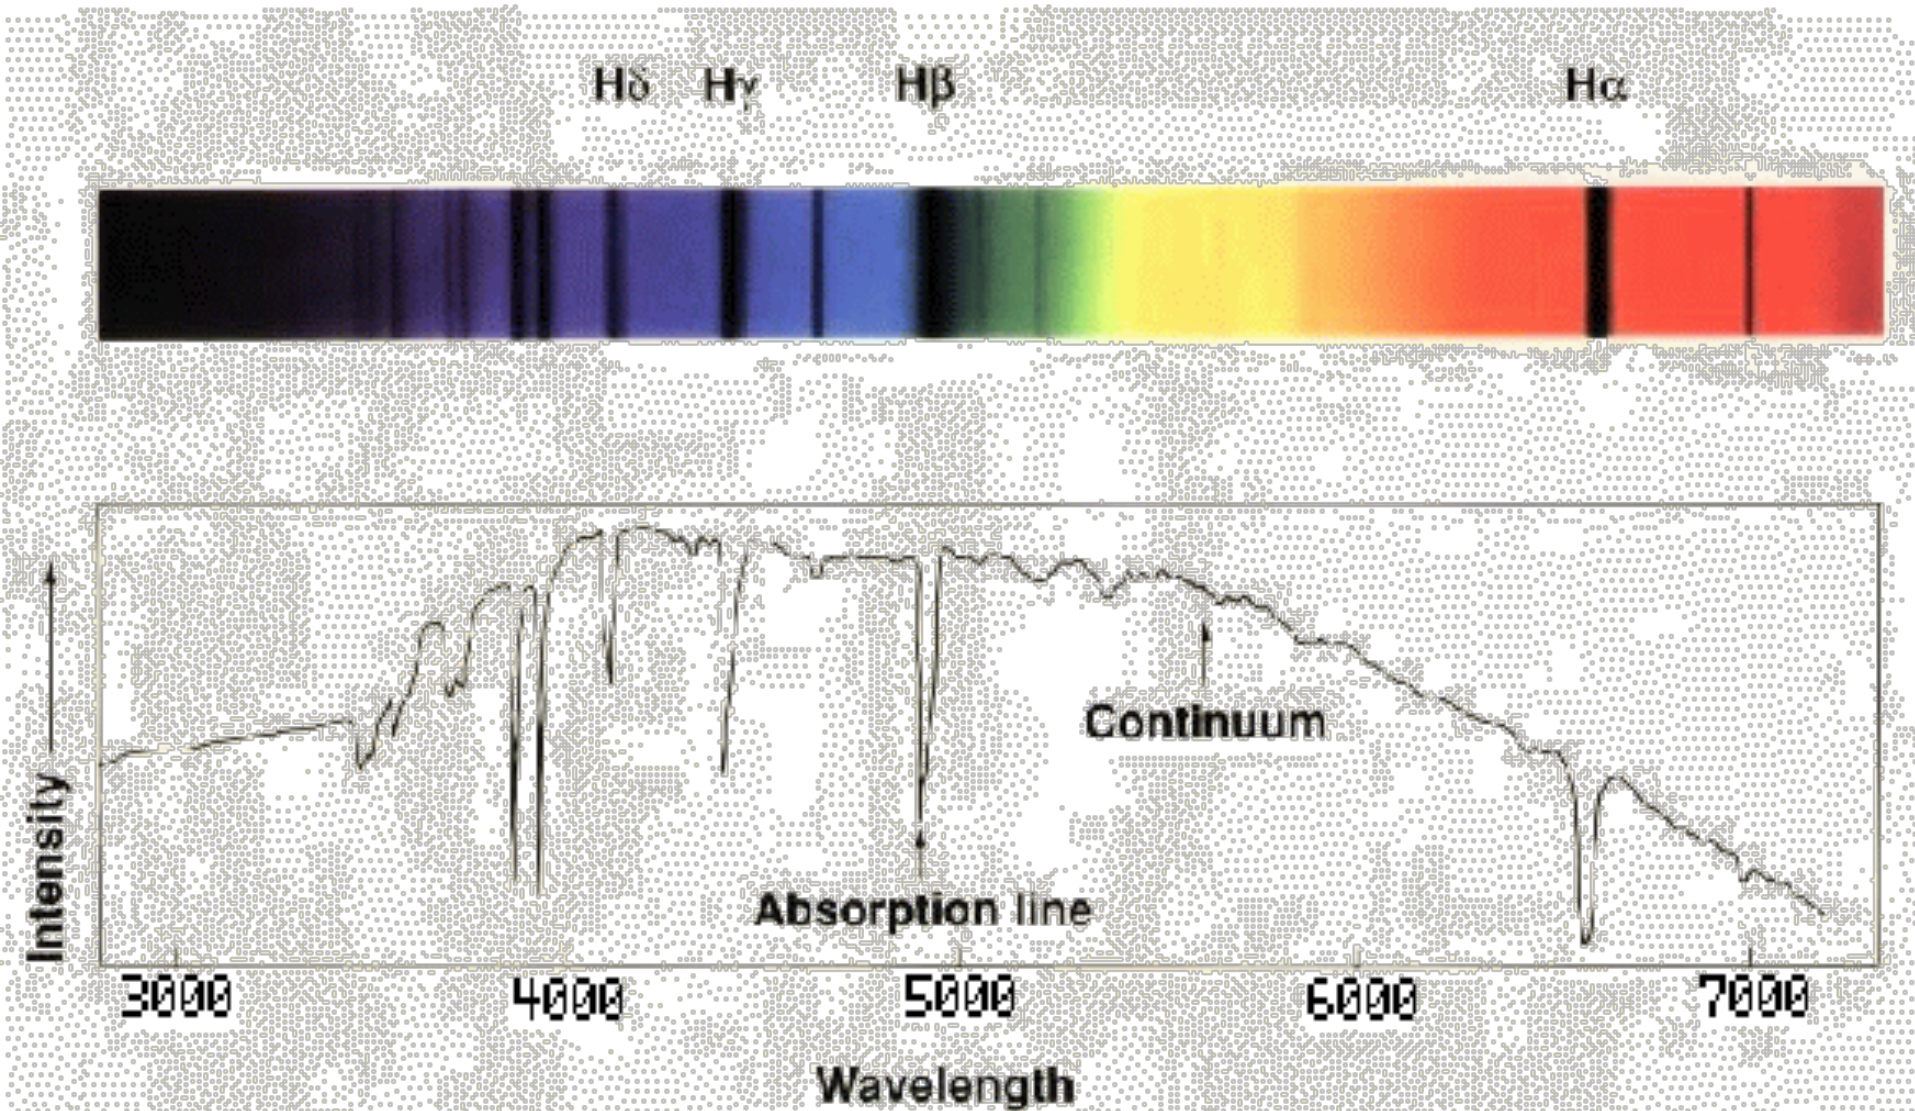 Hδ Hγ Hβ Hα
Continuum
Absorption line
Intensity
3000 4000 5000 6000 7000
Wavelength